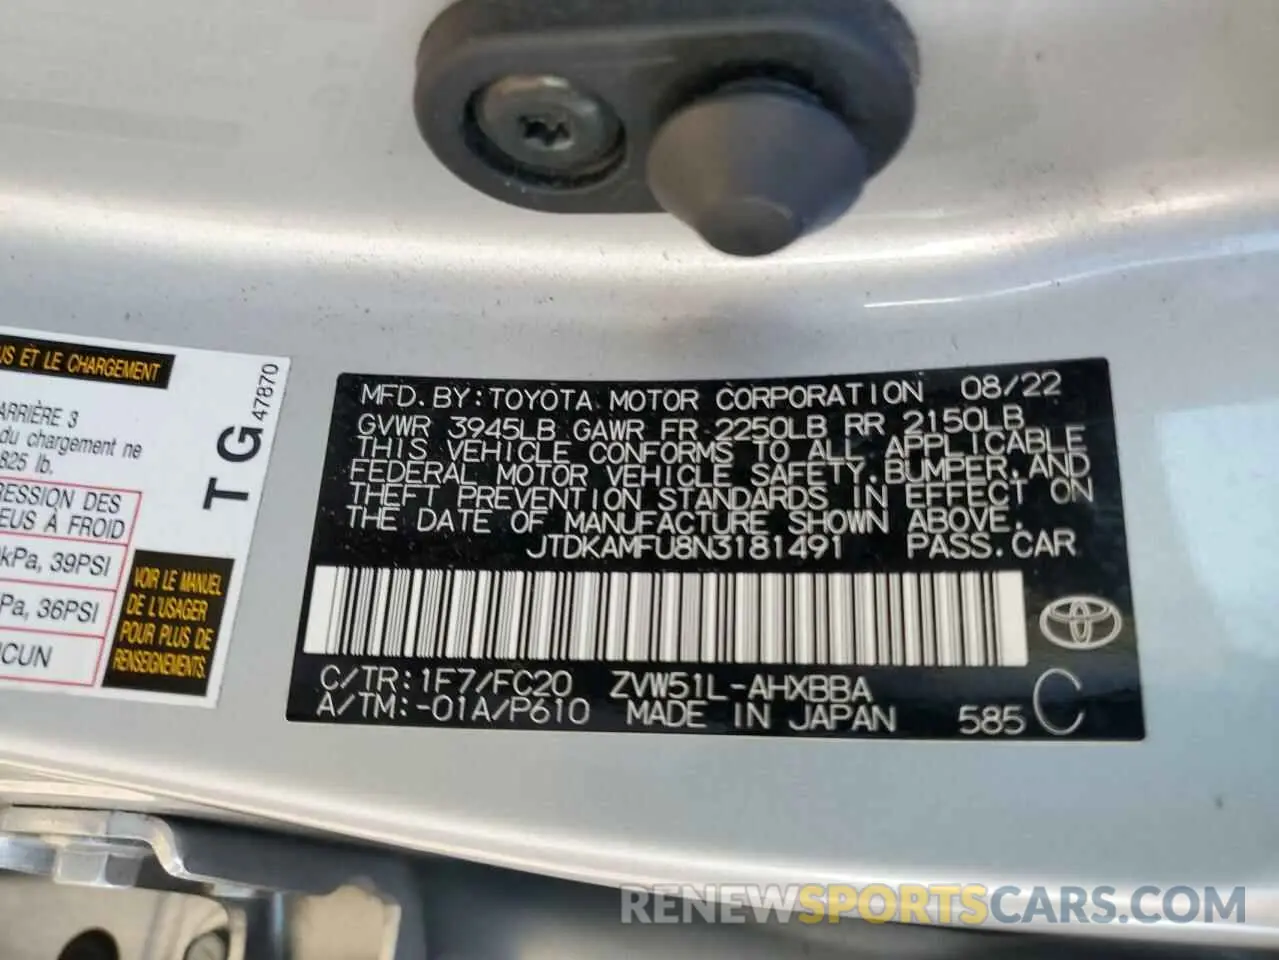 US ET LE CHARGEMENT
ARRIÈRE 3
du chargement ne
825 lb.
RESSION DES
EUS À FROID
kPa, 39PSI
Pa, 36PSI
CUN
TG 47870
VOIR LE MANUEL
DE L'USAGER
POUR PLUS DE
RENSEIGNEMENTS.
MFD. BY: TOYOTA MOTOR CORPORATION 08/22
GVWR 3945LB GAWR FR 2250LB RR 2150LB
THIS VEHICLE CONFORMS TO ALL APPLICABLE
FEDERAL MOTOR VEHICLE SAFETY, BUMPER, AND
THEFT PREVENTION STANDARDS IN EFFECT ON
THE DATE OF MANUFACTURE SHOWN ABOVE.
JTDKAMFU8N3181491 PASS. CAR
C/TR: 1F7/FC20 ZVW51L-AHXBBA
A/TM: -01A/P610 MADE IN JAPAN 585 C
RENEWSPORTSCARS.COM